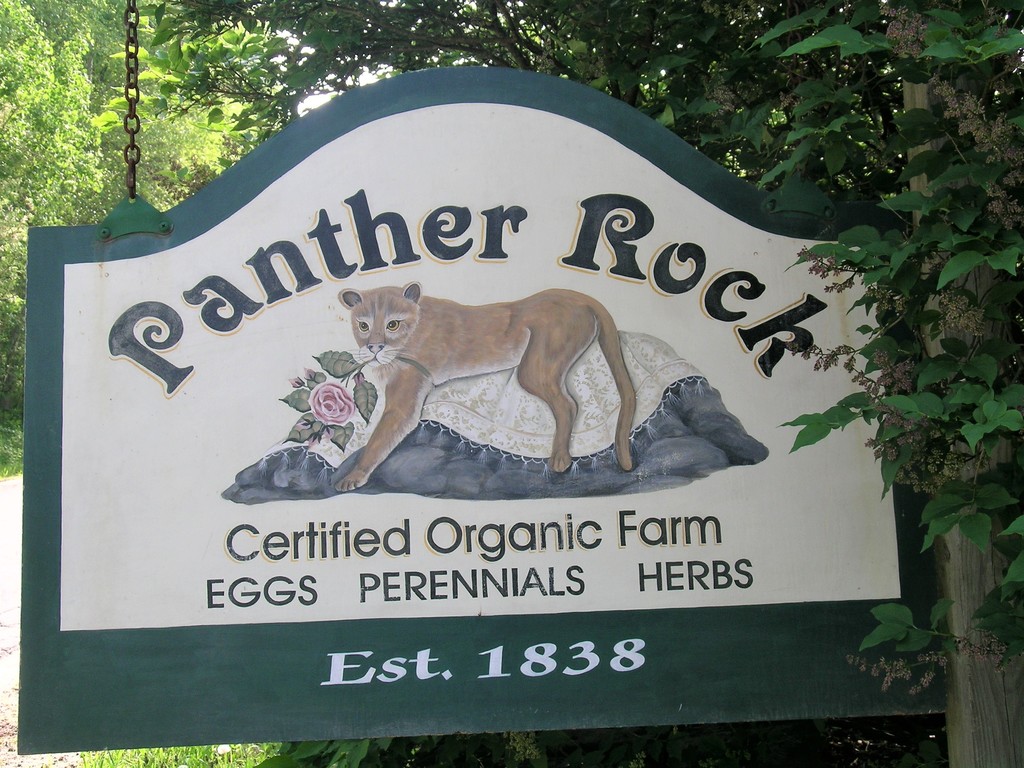 Panther Rock
Certified Organic Farm
EGGS PERENNIALS HERBS
Est. 1838